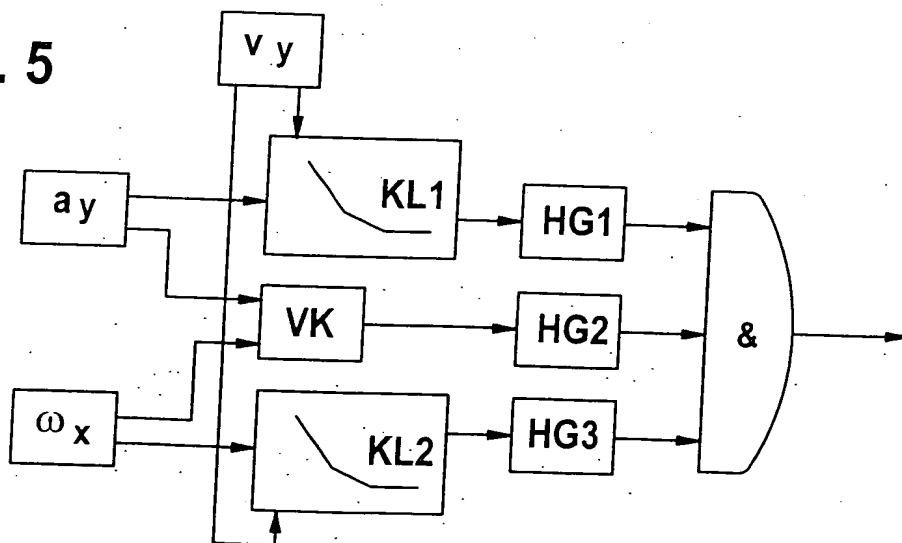 . 5
v y
a y
KL1
HG1
VK
HG2
&
ω x
KL2
HG3